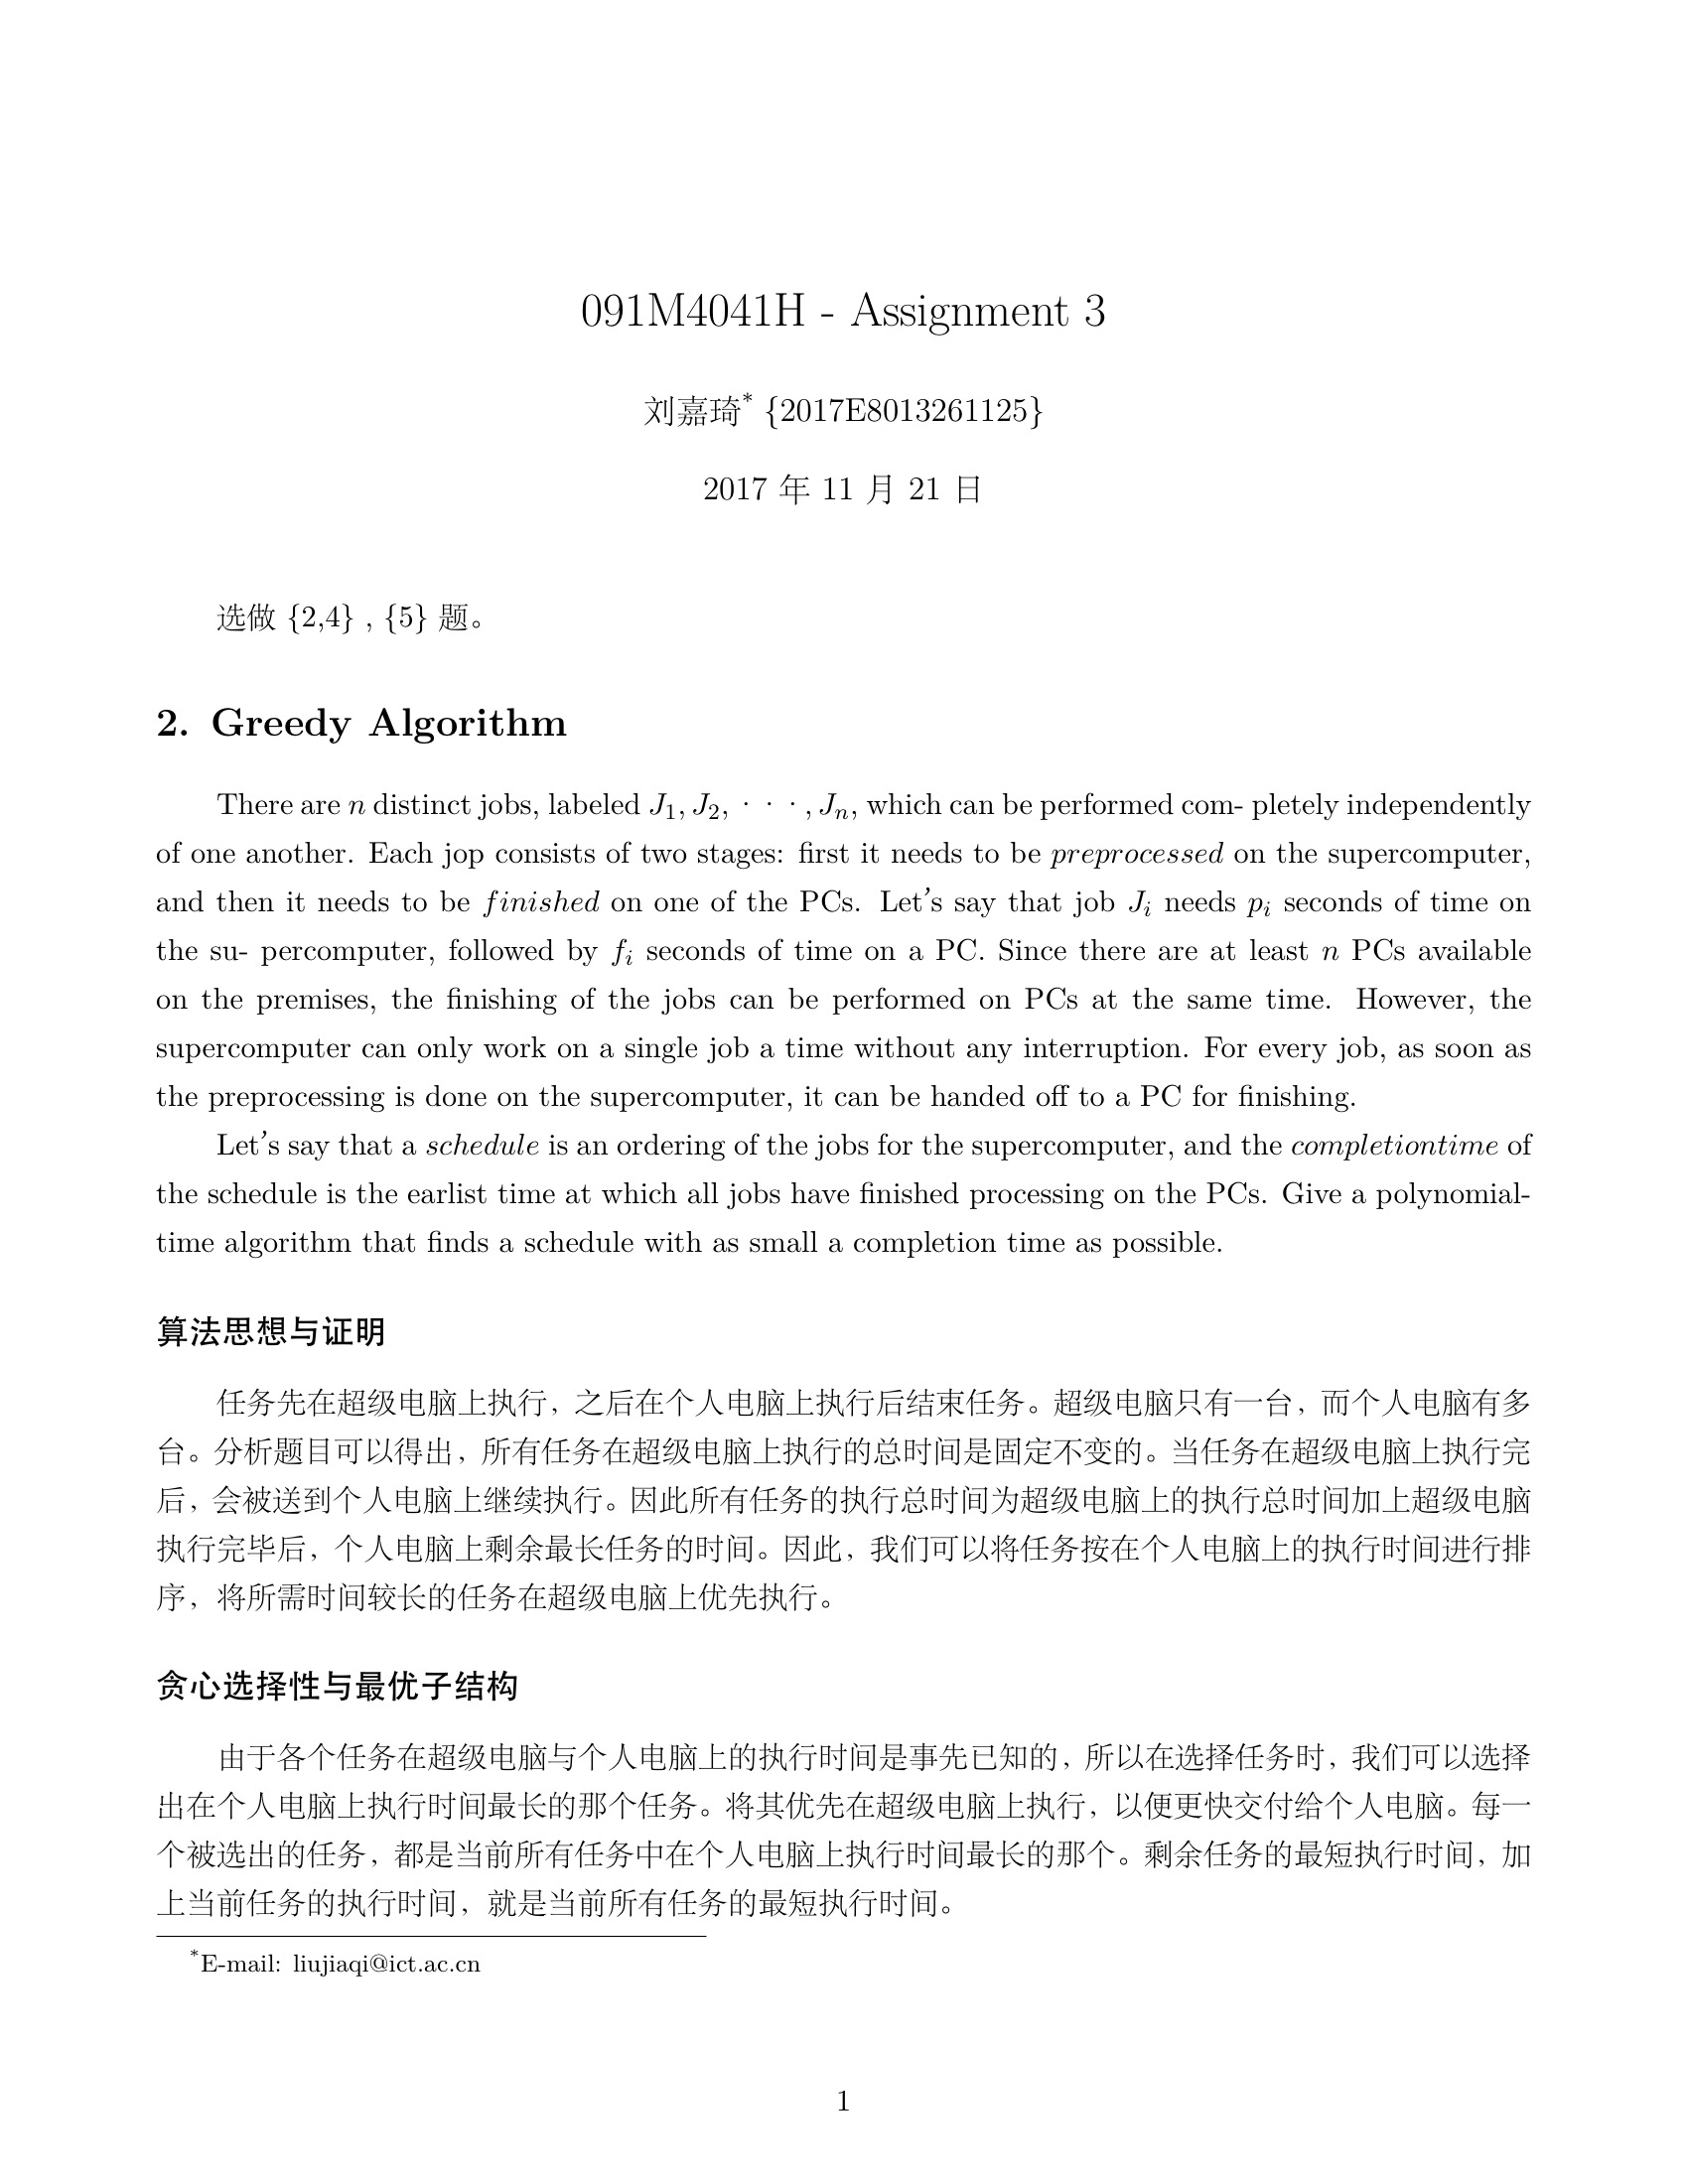 091M4041H - Assignment 3
刘嘉琦* {2017E8013261125}
2017 年 11 月 21 日
选做 {2,4} , {5} 题。
2. Greedy Algorithm
There are n distinct jobs, labeled J1, J2, · · · , Jn, which can be performed com- pletely independently
of one another. Each jop consists of two stages: first it needs to be preprocessed on the supercomputer,
and then it needs to be finished on one of the PCs. Let's say that job Ji needs pi seconds of time on
the su- percomputer, followed by fi seconds of time on a PC. Since there are at least n PCs available
on the premises, the finishing of the jobs can be performed on PCs at the same time. However, the
supercomputer can only work on a single job a time without any interruption. For every job, as soon as
the preprocessing is done on the supercomputer, it can be handed off to a PC for finishing.
Let's say that a schedule is an ordering of the jobs for the supercomputer, and the completiontime of
the schedule is the earlist time at which all jobs have finished processing on the PCs. Give a polynomial-
time algorithm that finds a schedule with as small a completion time as possible.
算法思想与证明
任务先在超级电脑上执行，之后在个人电脑上执行后结束任务。超级电脑只有一台，而个人电脑有多
台。分析题目可以得出，所有任务在超级电脑上执行的总时间是固定不变的。当任务在超级电脑上执行完
后，会被送到个人电脑上继续执行。因此所有任务的执行总时间为超级电脑上的执行总时间加上超级电脑
执行完毕后，个人电脑上剩余最长任务的时间。因此，我们可以将任务按在个人电脑上的执行时间进行排
序，将所需时间较长的任务在超级电脑上优先执行。
贪心选择性与最优子结构
由于各个任务在超级电脑与个人电脑上的执行时间是事先已知的，所以在选择任务时，我们可以选择
出在个人电脑上执行时间最长的那个任务。将其优先在超级电脑上执行，以便更快交付给个人电脑。每一
个被选出的任务，都是当前所有任务中在个人电脑上执行时间最长的那个。剩余任务的最短执行时间，加
上当前任务的执行时间，就是当前所有任务的最短执行时间。
*E-mail: liujiaqi@ict.ac.cn
1